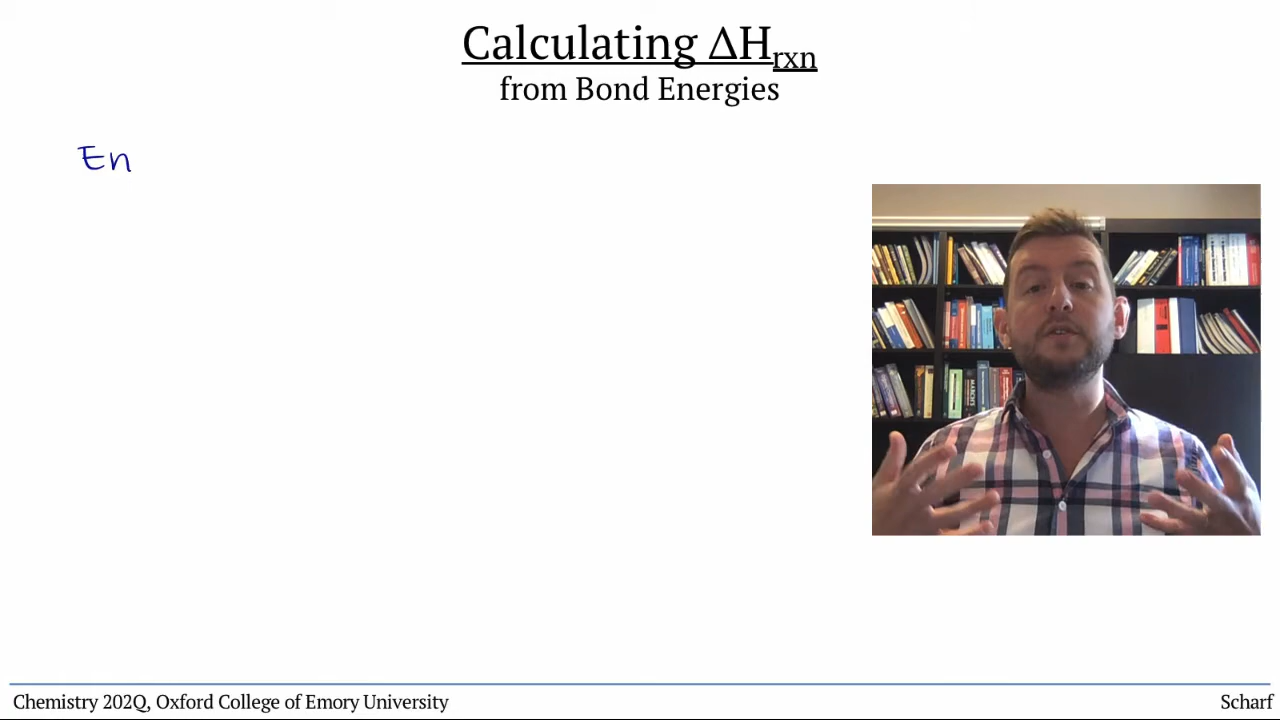 Calculating ΔHrxn
from Bond Energies
En
Chemistry 202Q, Oxford College of Emory University
Scharf